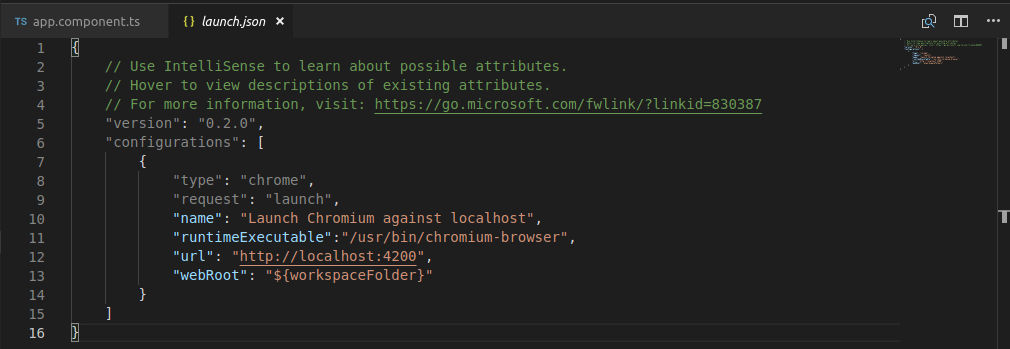 TS app.component.ts
{} launch.json ×
1 {
2 // Use IntelliSense to learn about possible attributes.
3 // Hover to view descriptions of existing attributes.
4 // For more information, visit: https://go.microsoft.com/fwlink/?linkid=830387
5 "version": "0.2.0",
6 "configurations": [
7 {
8 "type": "chrome",
9 "request": "launch",
10 "name": "Launch Chromium against localhost",
11 "runtimeExecutable":"/usr/bin/chromium-browser",
12 "url": "http://localhost:4200",
13 "webRoot": "${workspaceFolder}"
14 }
15 ]
16 }